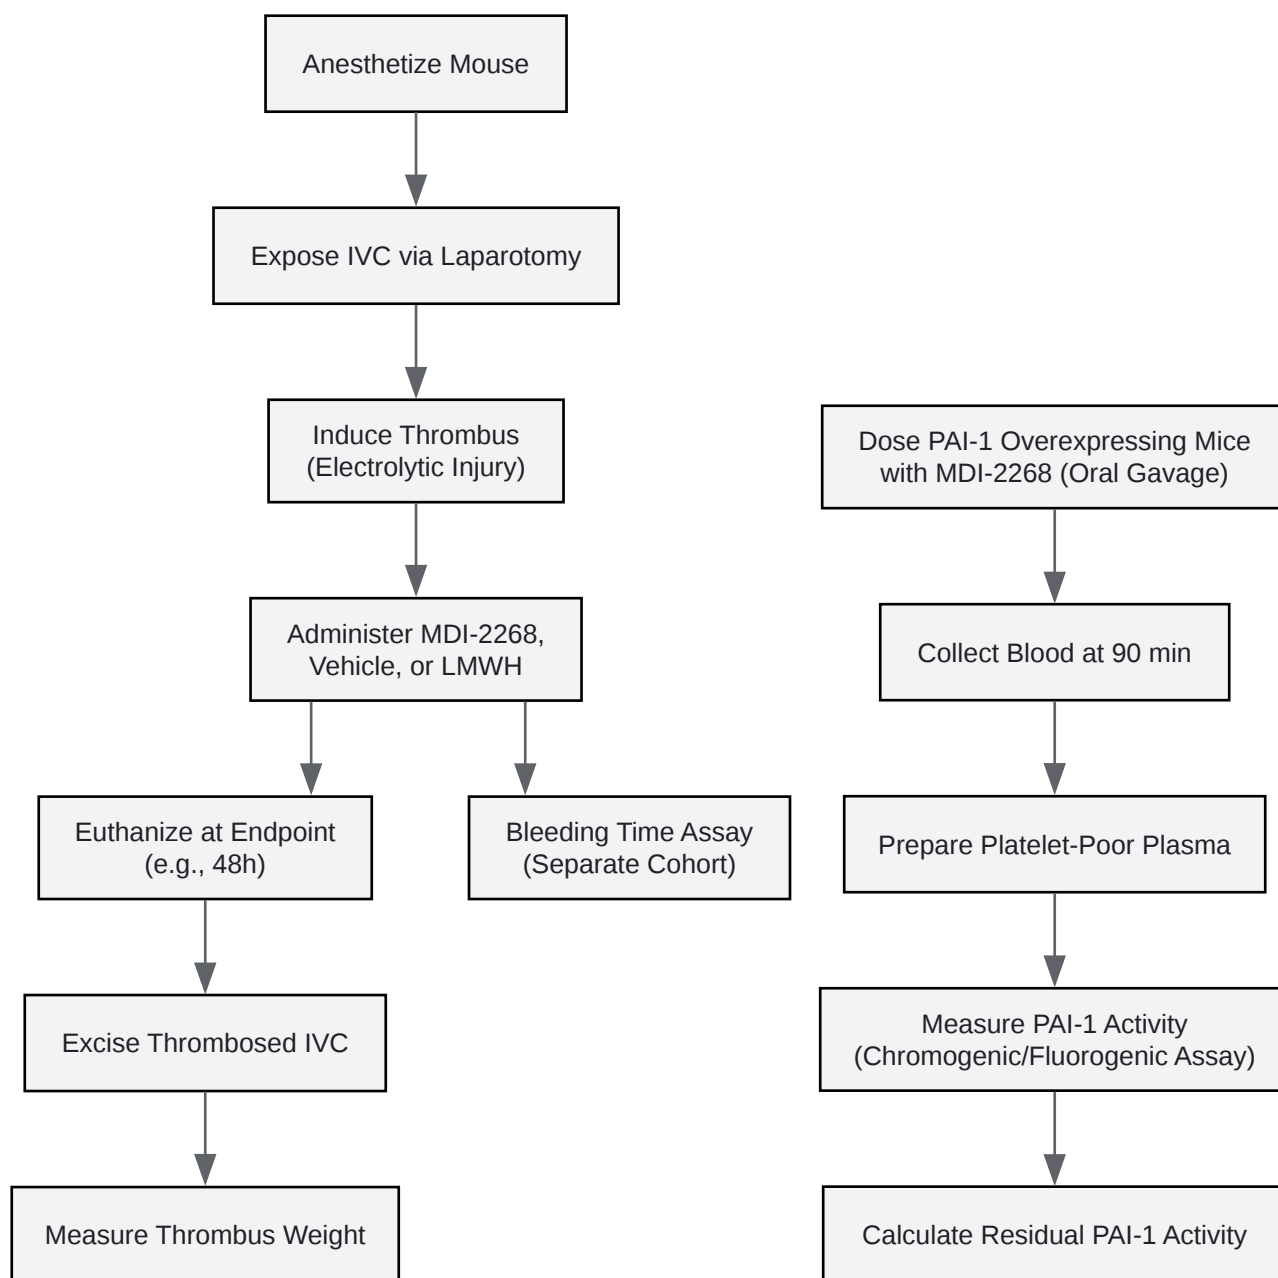 Anesthetize Mouse
Expose IVC via Laparotomy
Induce Thrombus
(Electrolytic Injury)
Administer MDI-2268,
Vehicle, or LMWH
Euthanize at Endpoint
(e.g., 48h)
Bleeding Time Assay
(Separate Cohort)
Excise Thrombosed IVC
Measure Thrombus Weight
Dose PAI-1 Overexpressing Mice
with MDI-2268 (Oral Gavage)
Collect Blood at 90 min
Prepare Platelet-Poor Plasma
Measure PAI-1 Activity
(Chromogenic/Fluorogenic Assay)
Calculate Residual PAI-1 Activity